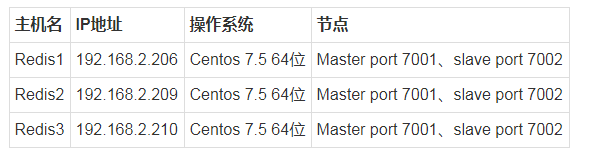 主机名 IP地址 操作系统 节点
Redis1 192.168.2.206 Centos 7.5 64位 Master port 7001、slave port 7002
Redis2 192.168.2.209 Centos 7.5 64位 Master port 7001、slave port 7002
Redis3 192.168.2.210 Centos 7.5 64位 Master port 7001、slave port 7002